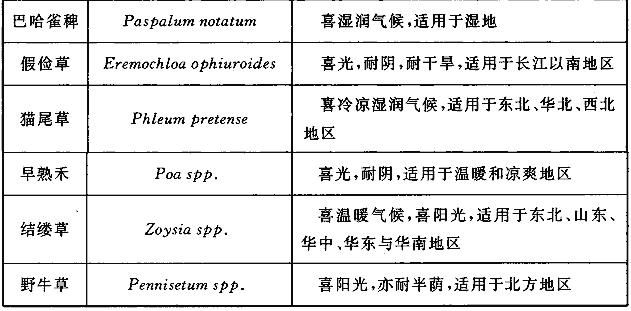 巴哈雀稗 Paspalum notatum 喜湿润气候,适用于湿地
假俭草 Eremochloa ophiuroides 喜光,耐阴,耐干旱,适用于长江以南地区
猫尾草 Phleum pretense 喜冷凉湿润气候,适用于东北、华北、西北
地区
早熟禾 Poa spp. 喜光,耐阴,适用于温暖和凉爽地区
结缕草 Zoysia spp. 喜温暖气候,喜阳光,适用于东北、山东、
华中、华东与华南地区
野牛草 Pennisetum spp. 喜阳光,亦耐半荫,适用于北方地区